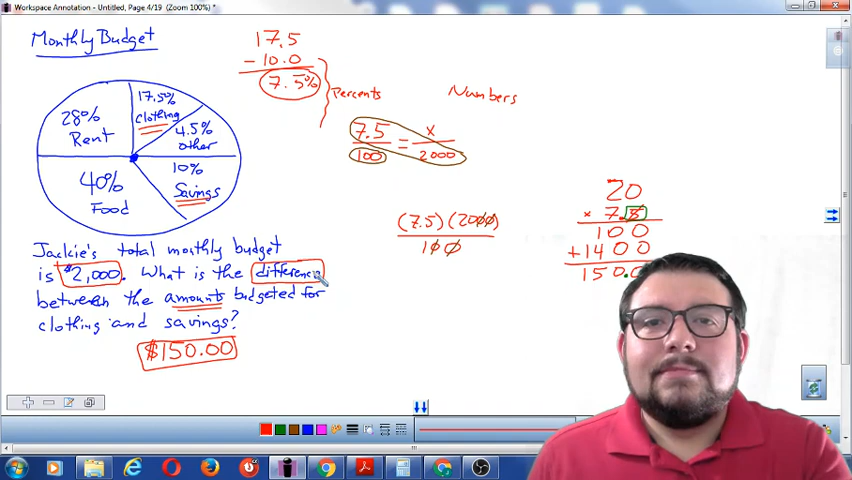 Workspace Annotation - Untitled, Page 4/19 (Zoom 100%) *
Monthly Budget
17.5
- 10.0
7.5%
Percents
Numbers
28%
Rent
17.5%
clothing
4.5%
other
10%
Savings
40%
Food
7.5 = x
100 2000
(7.5)(2000)
100
20
× 7.5
100
+1400
150.0
Jackie's total monthly budget
is $2,000. What is the difference
between the amounts budgeted for
clothing and savings?
$150.00